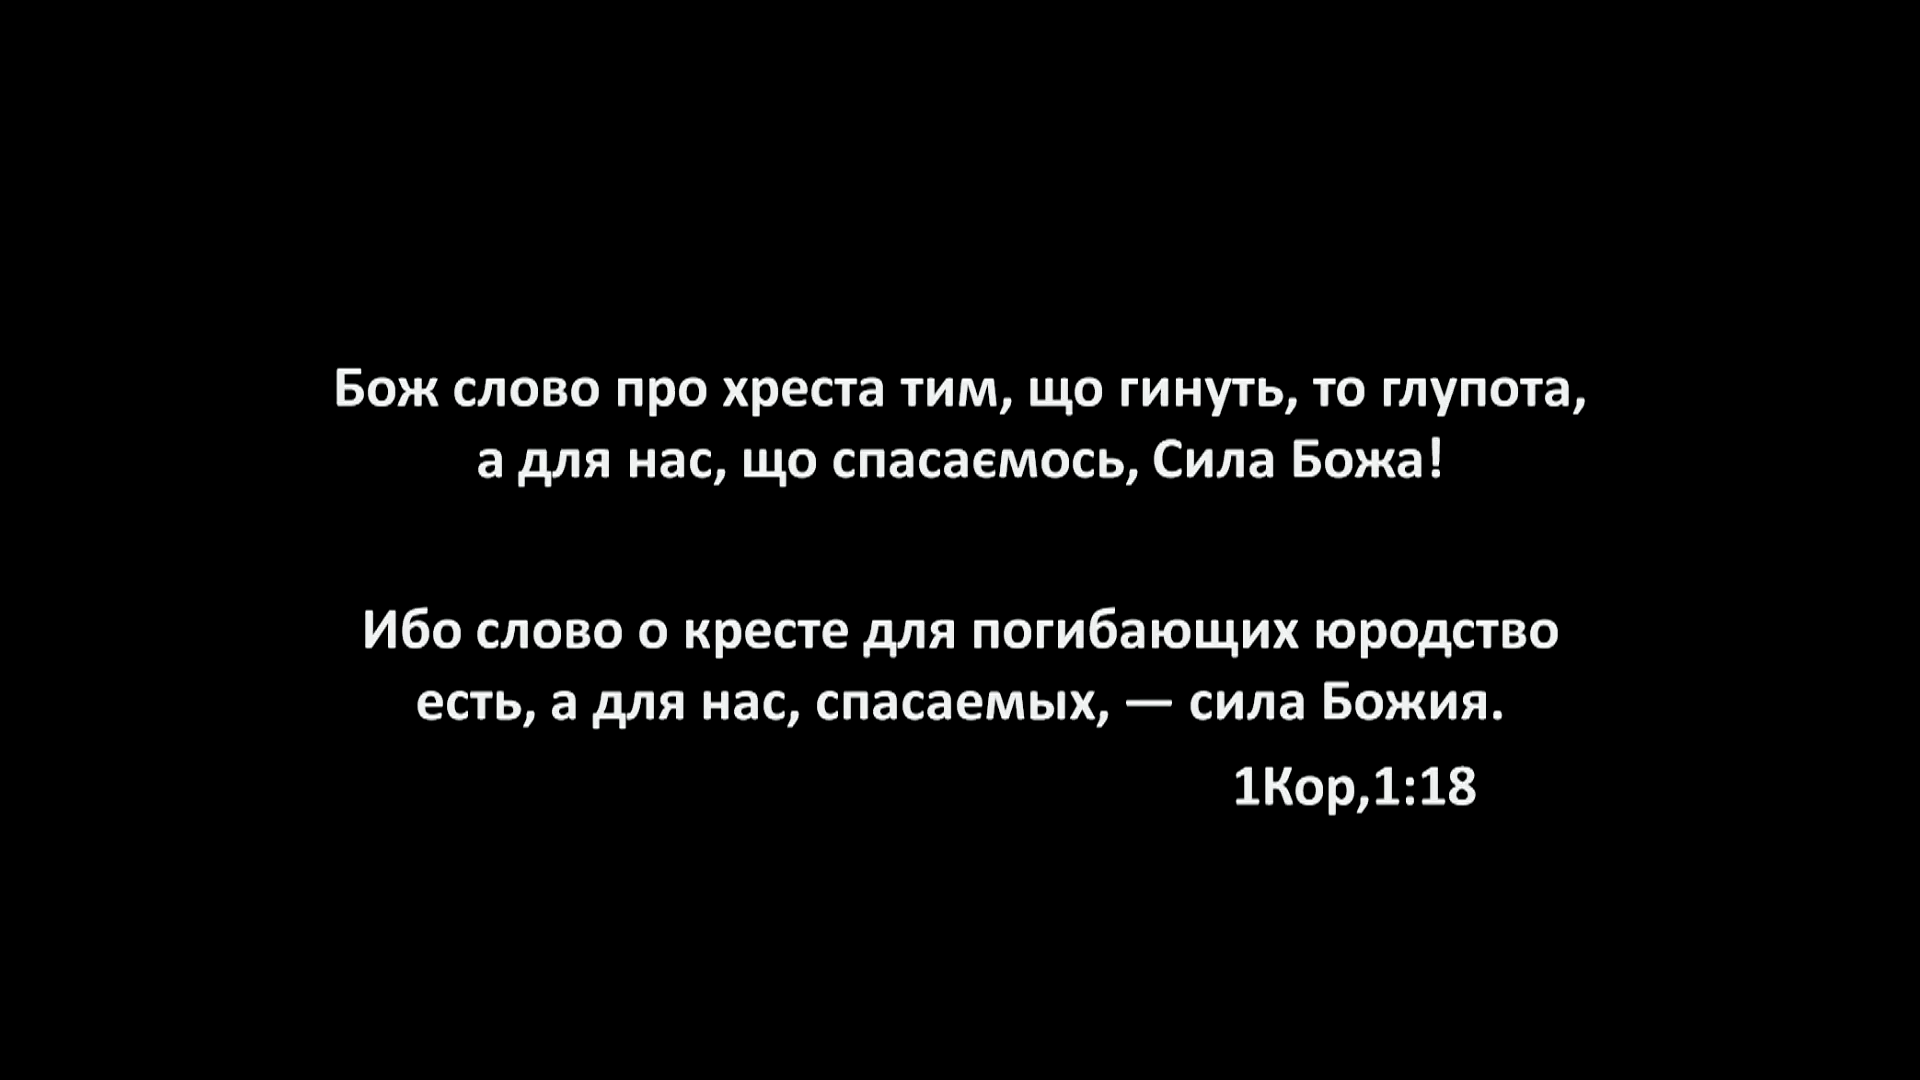 Бож слово про хреста тим, що гинуть, то глупота,
а для нас, що спасаємось, Сила Божа!
Ибо слово о кресте для погибающих юродство
есть, а для нас, спасаемых, — сила Божия.
1Кор,1:18